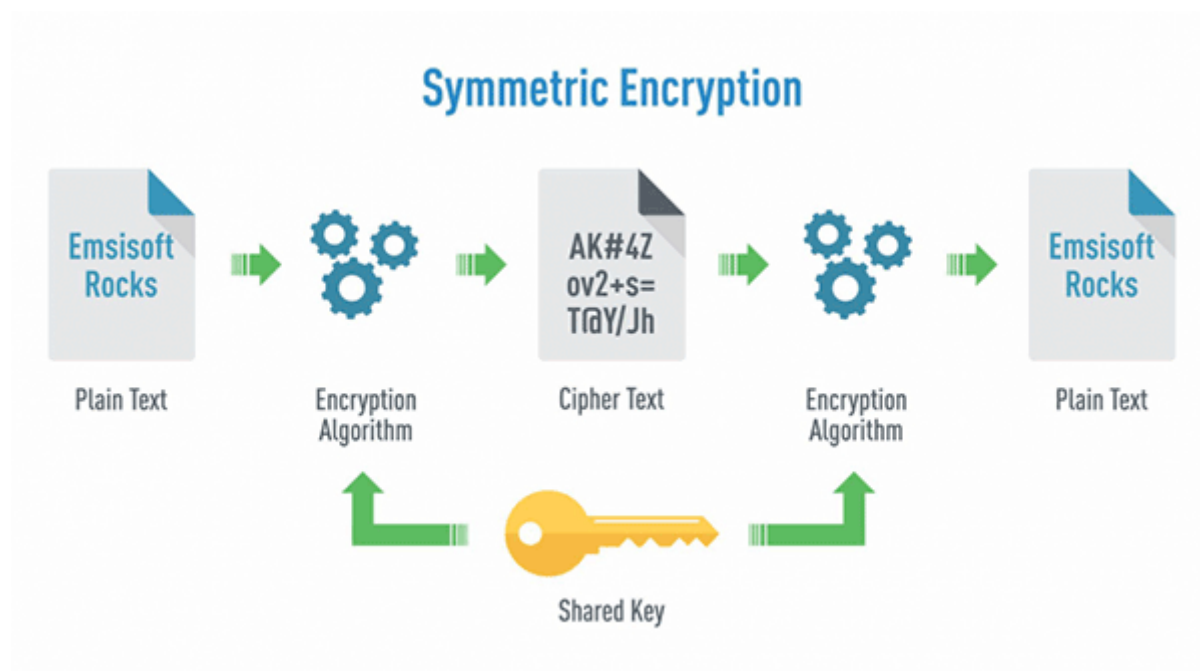 Symmetric Encryption
Emsisoft
Rocks
AK#4Z
ov2+s=
T@Y/Jh
Emsisoft
Rocks
Plain Text
Encryption
Algorithm
Cipher Text
Encryption
Algorithm
Plain Text
Shared Key